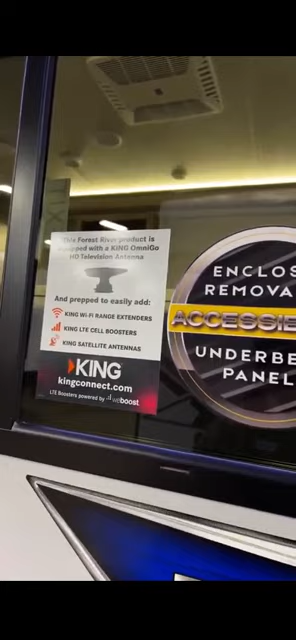 This Forest River product is
equipped with a KING OmniGo
HD Television Antenna
And prepped to easily add:
KING Wi-Fi RANGE EXTENDERS
KING LTE CELL BOOSTERS
KING SATELLITE ANTENNAS
KING
kingconnect.com
LTE Boosters powered by weboost
ENCLOS
REMOVA
ACCESSIB
UNDERBE
PANEL